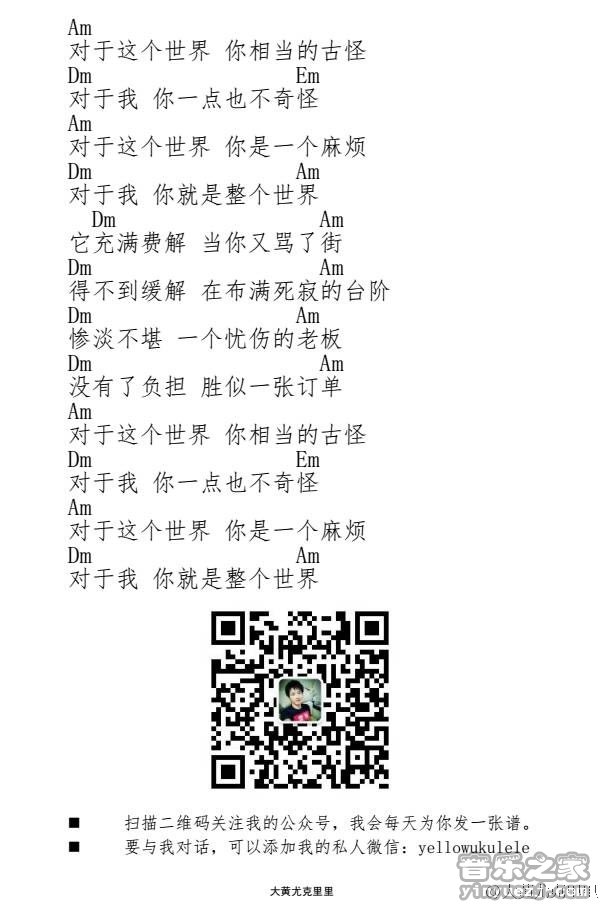 Am
对于这个世界 你相当的古怪
Dm Em
对于我 你一点也不奇怪
Am
对于这个世界 你是一个麻烦
Dm Am
对于我 你就是整个世界
Dm Am
它充满费解 当你又骂了街
Dm Am
得不到缓解 在布满死寂的台阶
Dm Am
惨淡不堪 一个忧伤的老板
Dm Am
没有了负担 胜似一张订单
Am
对于这个世界 你相当的古怪
Dm Em
对于我 你一点也不奇怪
Am
对于这个世界 你是一个麻烦
Dm Am
对于我 你就是整个世界
■ 扫描二维码关注我的公众号，我会每天为你发一张谱。
■ 要与我对话，可以添加我的私人微信：yellowukulele
音乐之家
大黄尤克里里